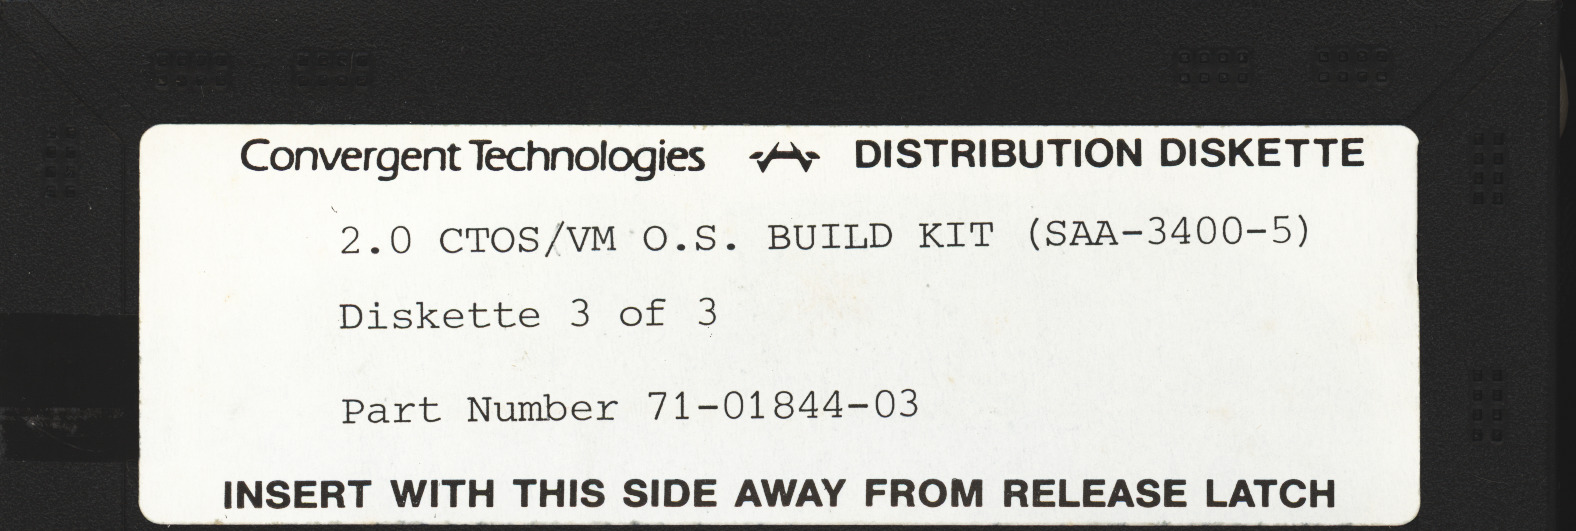 Convergent Technologies DISTRIBUTION DISKETTE
2.0 CTOS/VM O.S. BUILD KIT (SAA-3400-5)
Diskette 3 of 3
Part Number 71-01844-03
INSERT WITH THIS SIDE AWAY FROM RELEASE LATCH